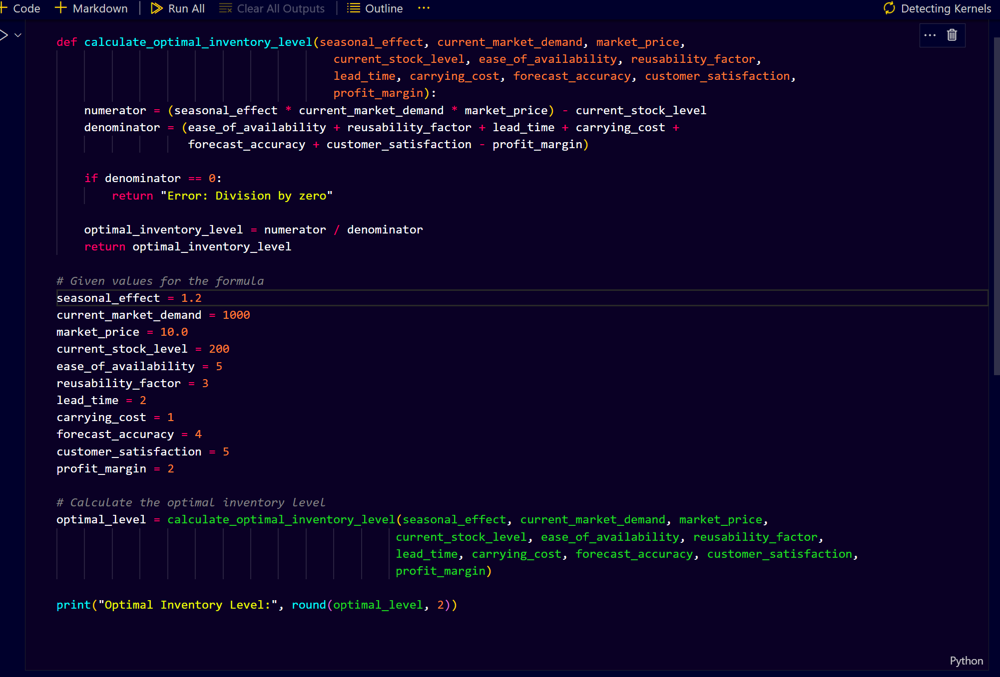 Code Markdown Run All Clear All Outputs Outline ... Detecting Kernels
def calculate_optimal_inventory_level(seasonal_effect, current_market_demand, market_price,
current_stock_level, ease_of_availability, reusability_factor,
lead_time, carrying_cost, forecast_accuracy, customer_satisfaction,
profit_margin):
numerator = (seasonal_effect * current_market_demand * market_price) - current_stock_level
denominator = (ease_of_availability + reusability_factor + lead_time + carrying_cost +
forecast_accuracy + customer_satisfaction - profit_margin)
if denominator == 0:
return "Error: Division by zero"
optimal_inventory_level = numerator / denominator
return optimal_inventory_level
# Given values for the formula
seasonal_effect = 1.2
current_market_demand = 1000
market_price = 10.0
current_stock_level = 200
ease_of_availability = 5
reusability_factor = 3
lead_time = 2
carrying_cost = 1
forecast_accuracy = 4
customer_satisfaction = 5
profit_margin = 2
# Calculate the optimal inventory level
optimal_level = calculate_optimal_inventory_level(seasonal_effect, current_market_demand, market_price,
current_stock_level, ease_of_availability, reusability_factor,
lead_time, carrying_cost, forecast_accuracy, customer_satisfaction,
profit_margin)
print("Optimal Inventory Level:", round(optimal_level, 2))
Python